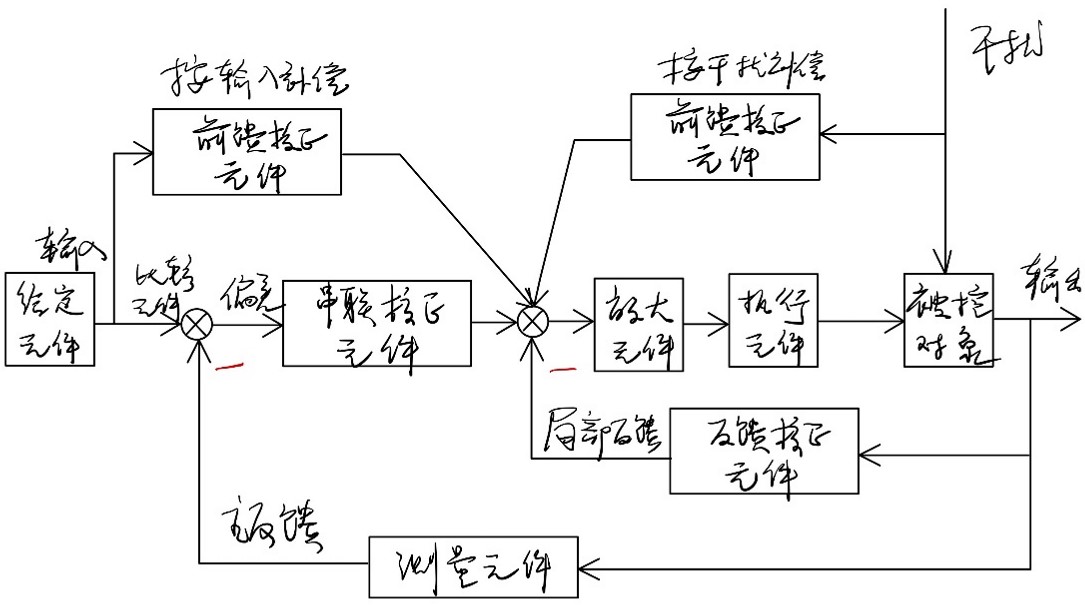 干扰
按输入补偿
按干扰补偿
前馈校正
元件
前馈校正
元件
输入
给定
元件
比较
元件
偏差
串联校正
元件
放大
元件
执行
元件
被控
对象
输出
局部反馈
反馈校正
元件
主反馈
测量元件